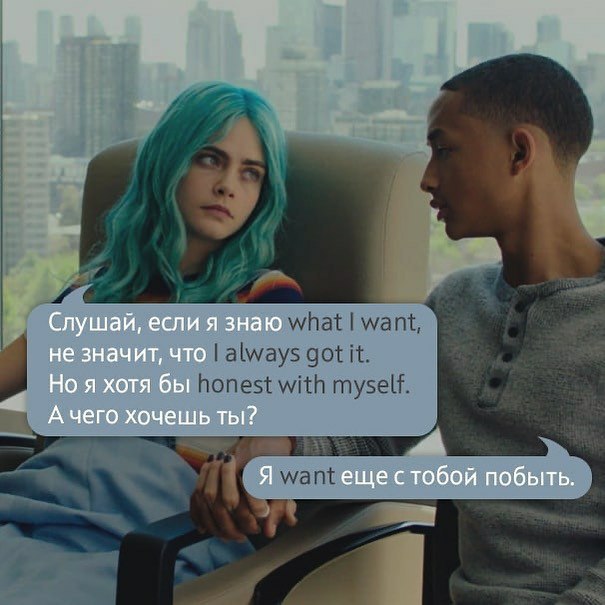 Слушай, если я знаю what I want,
не значит, что I always got it.
Но я хотя бы honest with myself.
А чего хочешь ты?
Я want еще с тобой побыть.